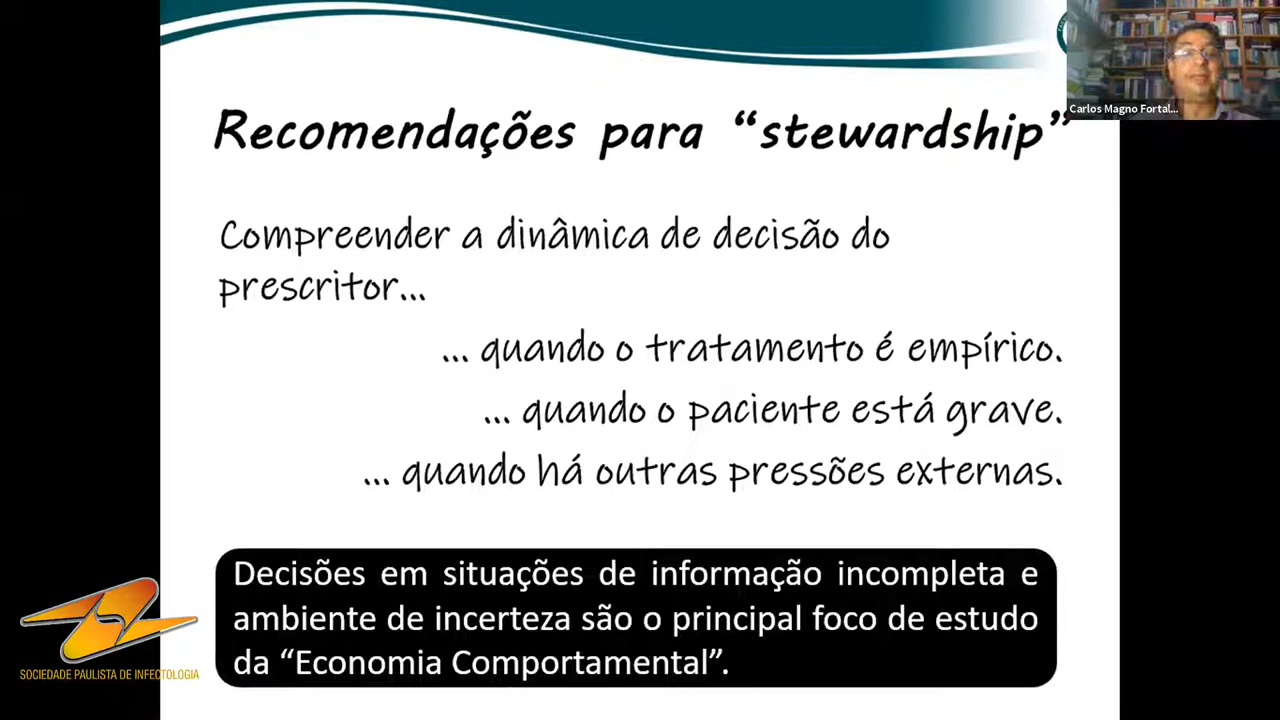 Carlos Magno Fortal...
Recomendações para “stewardship”
Compreender a dinâmica de decisão do
prescritor...
... quando o tratamento é empírico.
... quando o paciente está grave.
... quando há outras pressões externas.
Decisões em situações de informação incompleta e
ambiente de incerteza são o principal foco de estudo
da “Economia Comportamental”.
SOCIEDADE PAULISTA DE INFECTOLOGIA